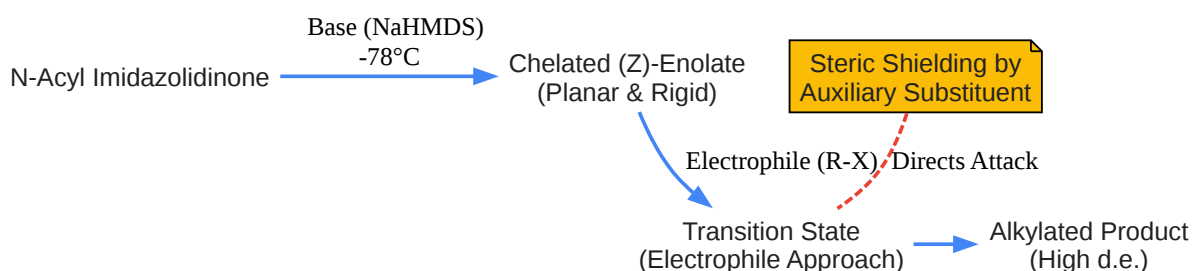 Base (NaHMDS)
-78°C
N-Acyl Imidazolidinone
Chelated (Z)-Enolate
(Planar & Rigid)
Steric Shielding by
Auxiliary Substituent
Electrophile (R-X)
Directs Attack
Transition State
(Electrophile Approach)
Alkylated Product
(High d.e.)